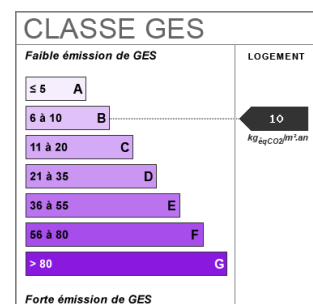 CLASSE GES
Faible émission de GES
LOGEMENT
≤ 5 A
6 à 10 B
10
kgéqCO2/m².an
11 à 20 C
21 à 35 D
36 à 55 E
56 à 80 F
> 80 G
Forte émission de GES